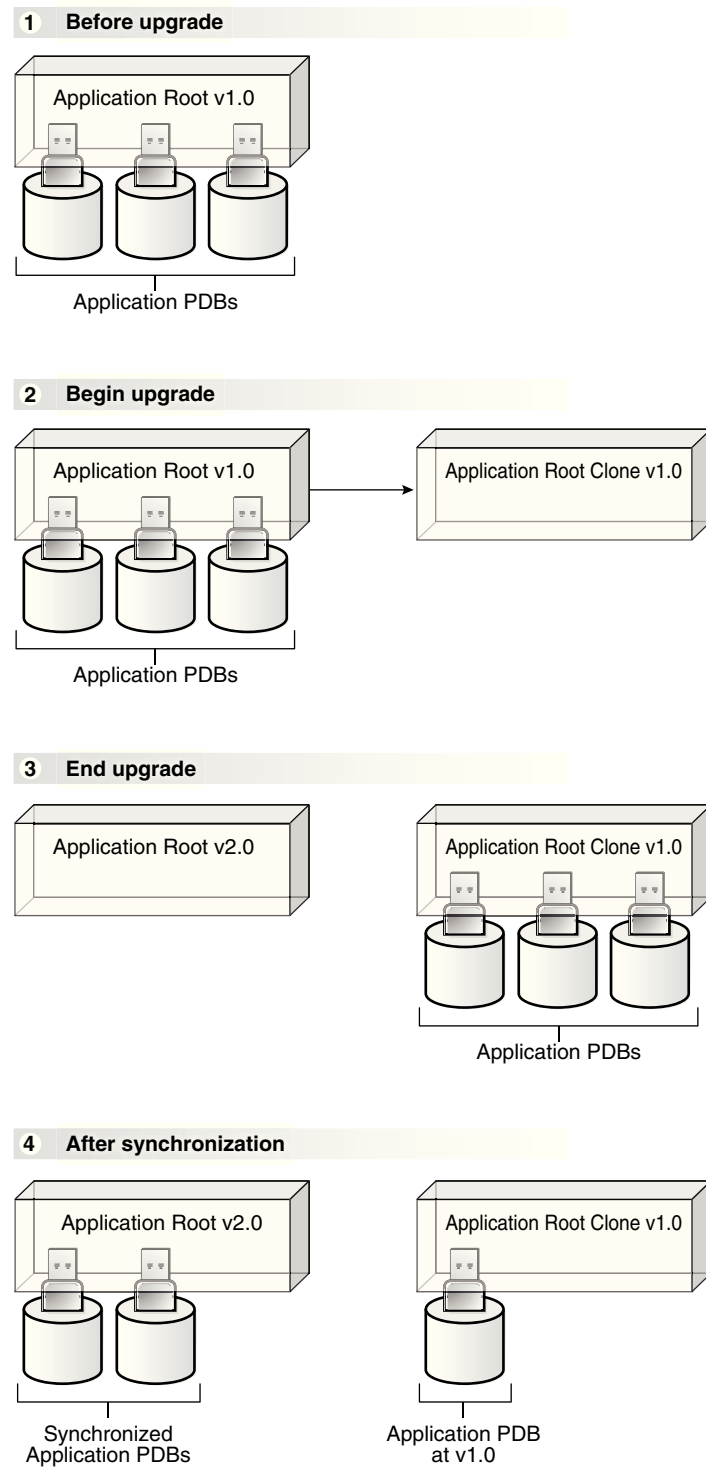 1 Before upgrade
Application Root v1.0
Application PDBs
2 Begin upgrade
Application Root v1.0
Application Root Clone v1.0
Application PDBs
3 End upgrade
Application Root v2.0
Application Root Clone v1.0
Application PDBs
4 After synchronization
Application Root v2.0
Application Root Clone v1.0
Synchronized
Application PDBs
Application PDB
at v1.0